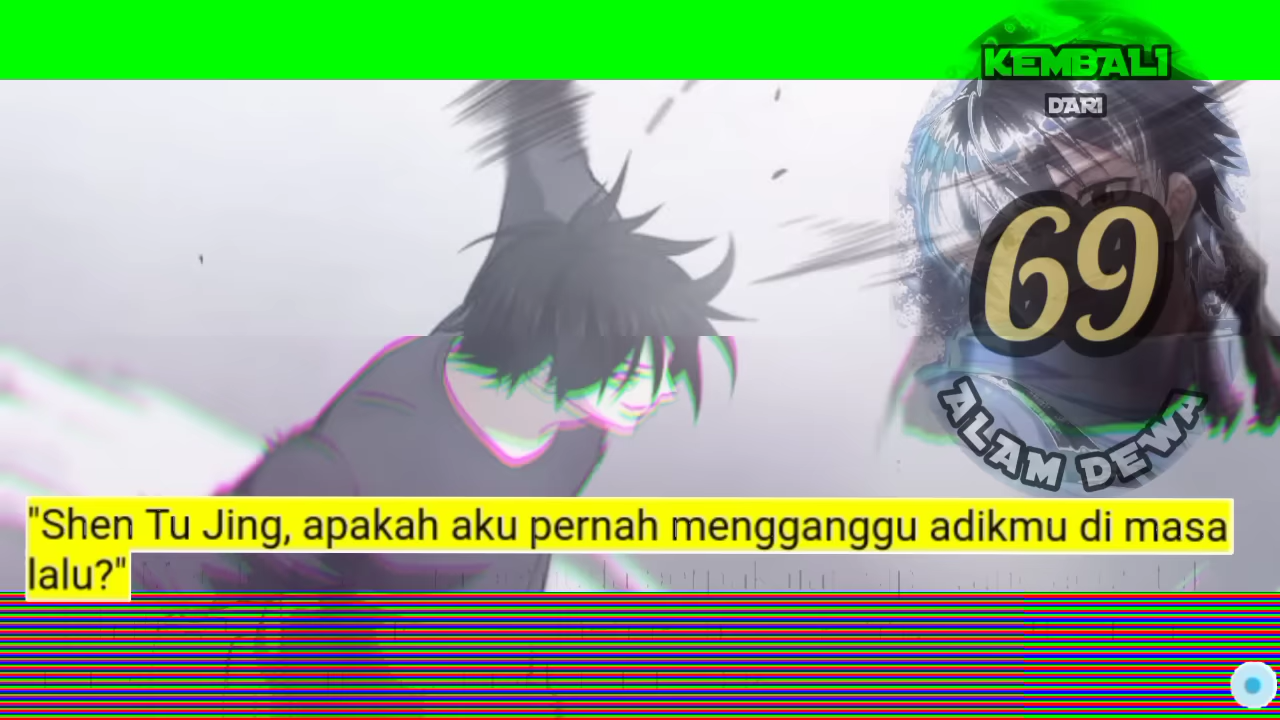 KEMBALI
DARI
69
ALAM DEWA
"Shen Tu Jing, apakah aku pernah mengganggu adikmu di masa
lalu?"